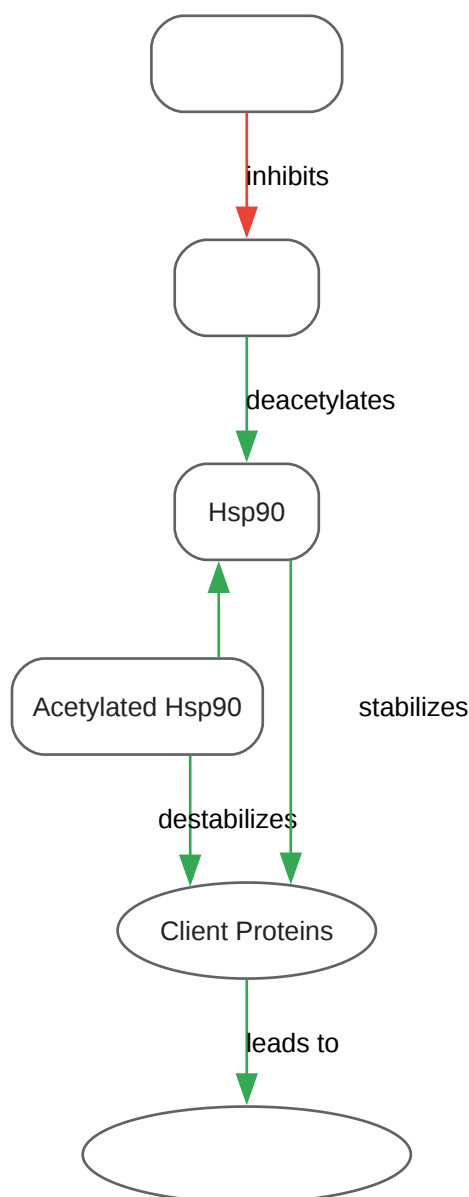 inhibits
deacetylates
Hsp90
Acetylated Hsp90
stabilizes
destabilizes
Client Proteins
leads to